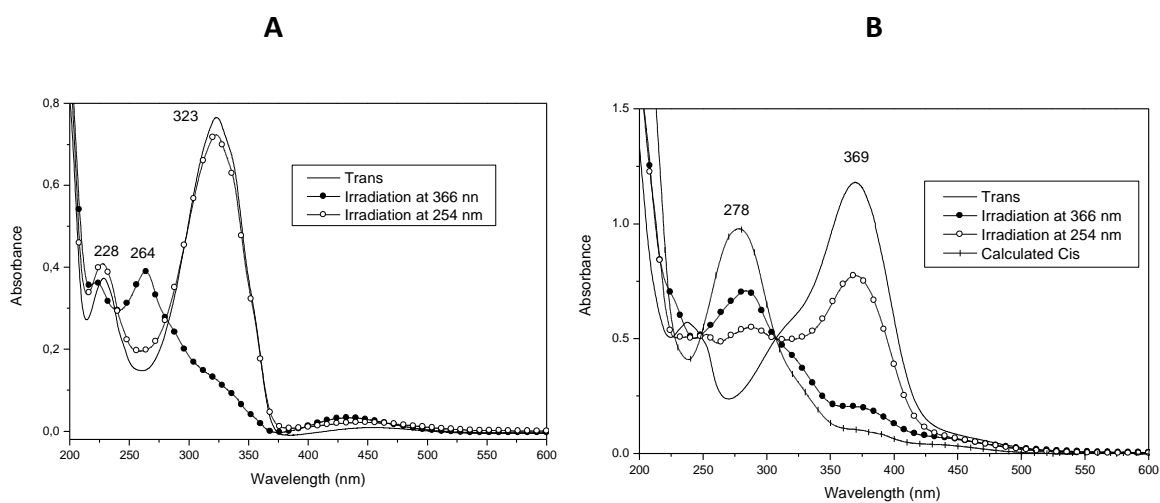 A
B
0,8
0,6
0,4
0,2
0,0
Absorbance
323
228
264
Trans
Irradiation at 366 nn
Irradiation at 254 nm
200 250 300 350 400 450 500 550 600
Wavelength (nm)
1.5
1.0
0.5
0.0
Absorbance
369
278
Trans
Irradiation at 366 nm
Irradiation at 254 nm
Calculated Cis
200 250 300 350 400 450 500 550 600
Wavelength (nm)